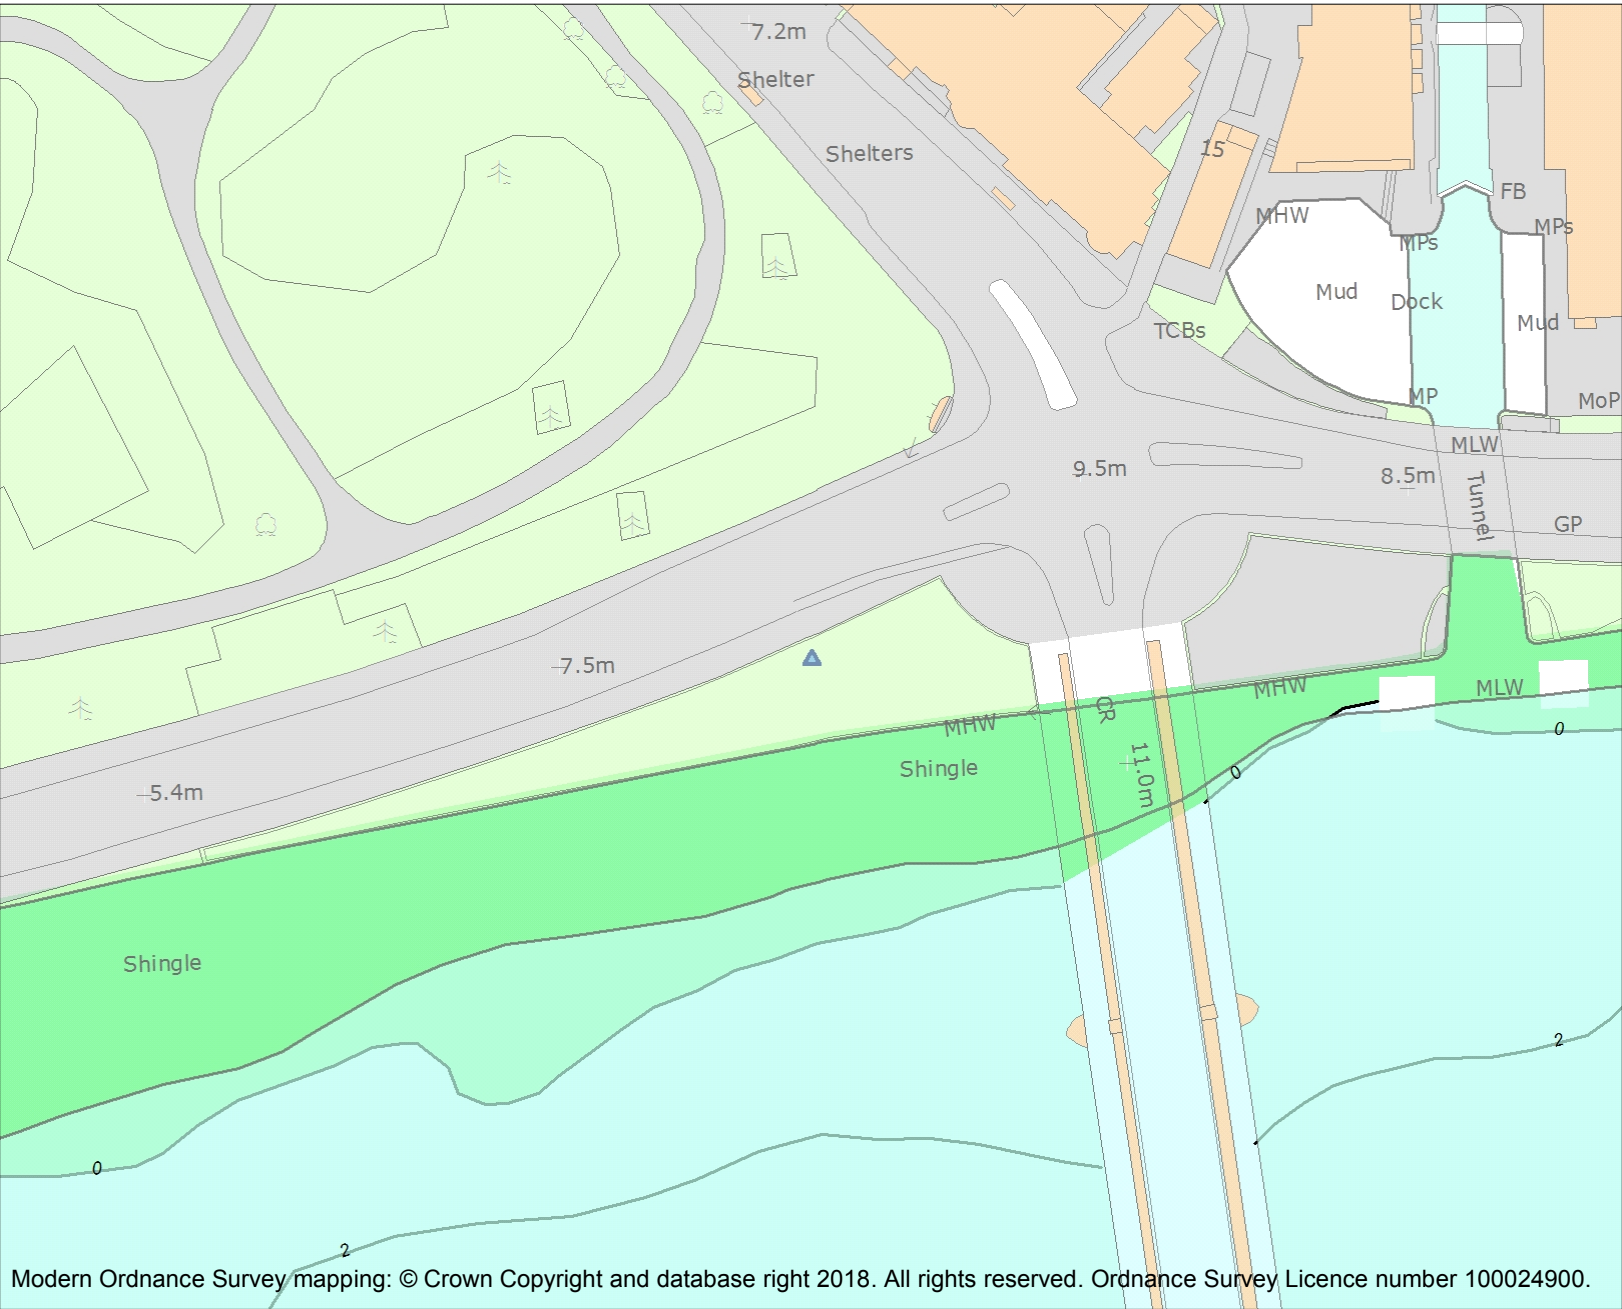 7.2m
Shelter
Shelters
15
FB
MHW
MPs
MPs
Mud
Dock
Mud
TCBs
MP
MoP
MLW
9.5m
8.5m
Tunnel
GP
7.5m
MHW
MLW
CR
MHW
0
Shingle
0
11.0m
5.4m
Shingle
2
0
2
Modern Ordnance Survey mapping: © Crown Copyright and database right 2018. All rights reserved. Ordnance Survey Licence number 100024900.